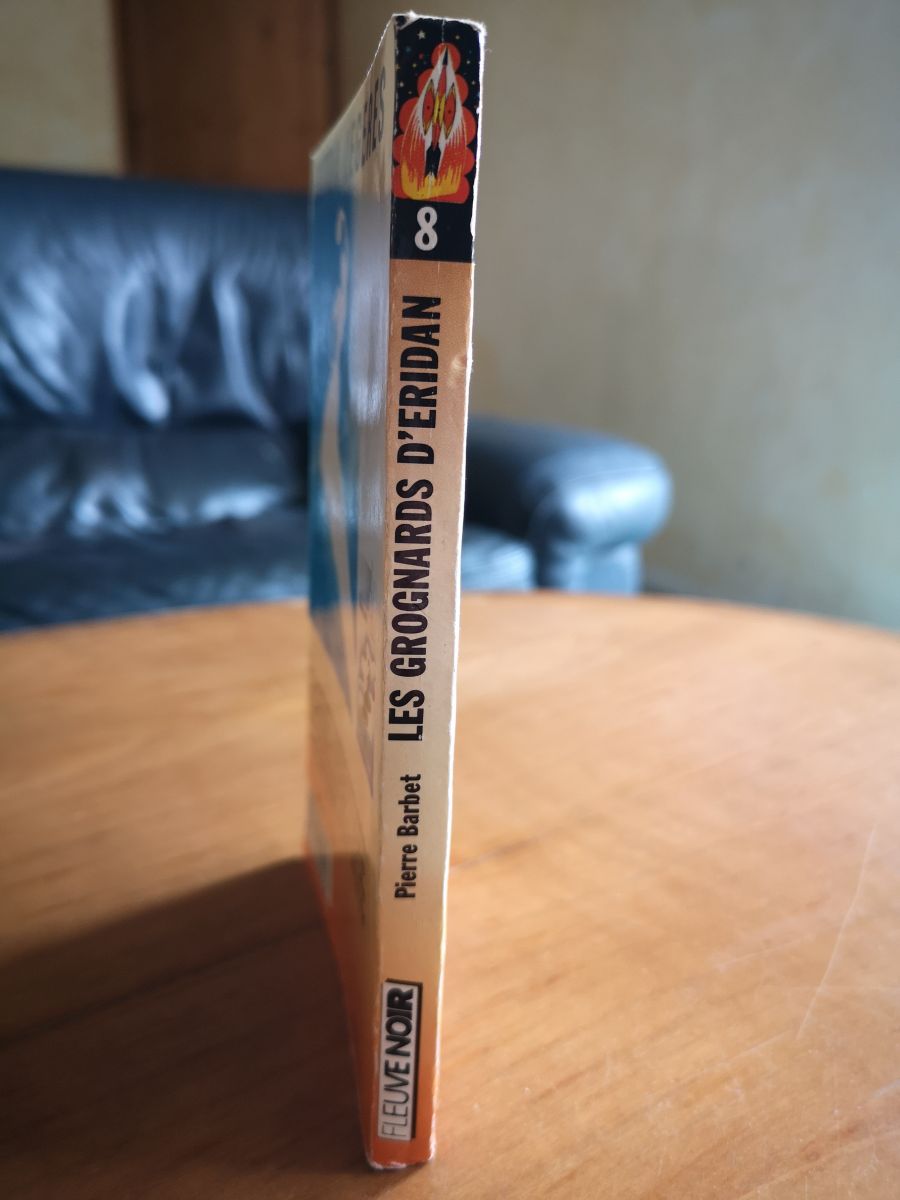 8
LES GROGNARDS D'ERIDAN
Pierre Barbet
FLEUVE NOIR